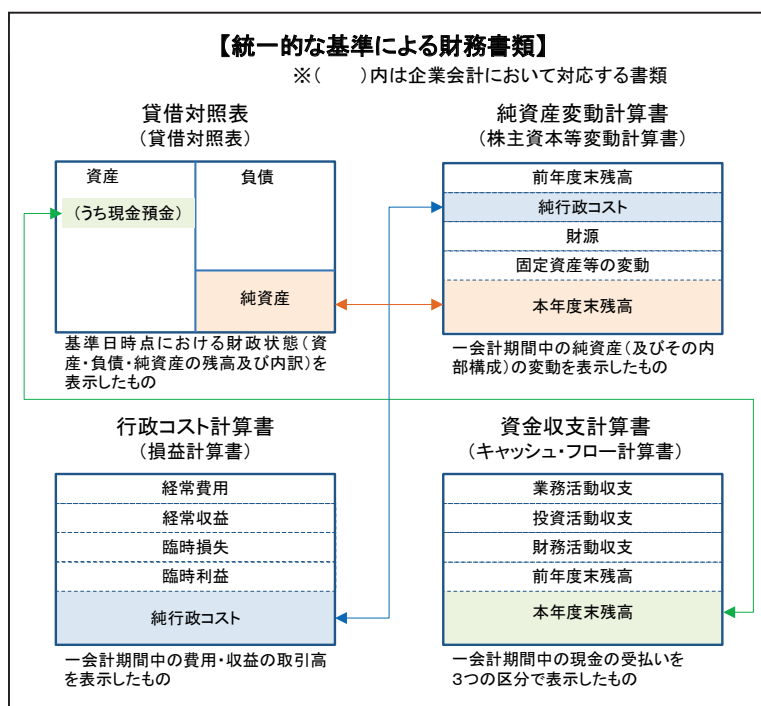 【統一的な基準による財務書類】
※(　　)内は企業会計において対応する書類
貸借対照表
(貸借対照表)
資産
負債
(うち現金預金)
純資産
基準日時点における財政状態(資
産・負債・純資産の残高及び内訳)を
表示したもの
純資産変動計算書
(株主資本等変動計算書)
前年度末残高
純行政コスト
財源
固定資産等の変動
本年度末残高
一会計期間中の純資産(及びその内
部構成)の変動を表示したもの
行政コスト計算書
(損益計算書)
経常費用
経常収益
臨時損失
臨時利益
純行政コスト
一会計期間中の費用・収益の取引高
を表示したもの
資金収支計算書
(キャッシュ・フロー計算書)
業務活動収支
投資活動収支
財務活動収支
前年度末残高
本年度末残高
一会計期間中の現金の受払いを
3つの区分で表示したもの